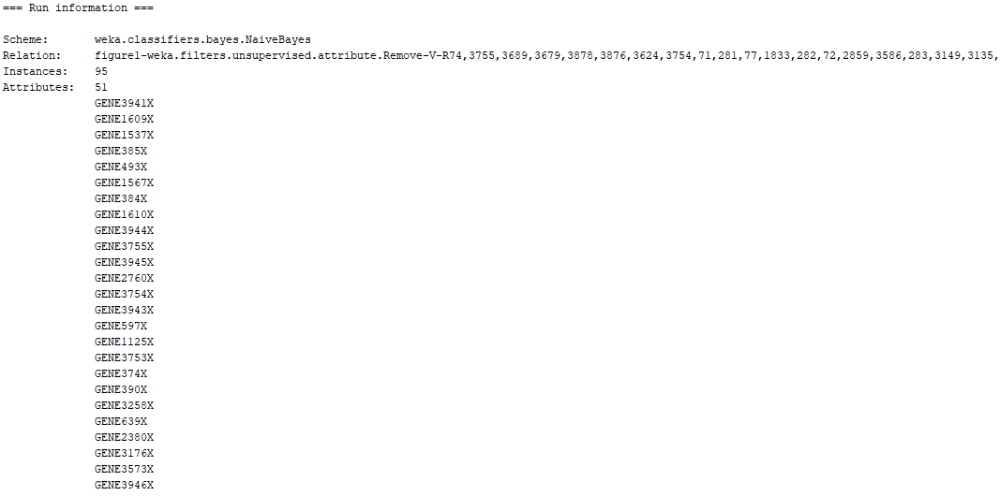 === Run information ===
Scheme: weka.classifiers.bayes.NaiveBayes
Relation: figure1-weka.filters.unsupervised.attribute.Remove-V-R74,3755,3689,3679,3878,3876,3624,3754,71,281,77,1833,282,72,2859,3586,283,3149,3135,
Instances: 95
Attributes: 51
GENE3941X
GENE1609X
GENE1537X
GENE385X
GENE493X
GENE1567X
GENE384X
GENE1610X
GENE3944X
GENE3755X
GENE3945X
GENE2760X
GENE3754X
GENE3943X
GENE597X
GENE1125X
GENE3753X
GENE374X
GENE390X
GENE3258X
GENE639X
GENE2380X
GENE3176X
GENE3573X
GENE3946X